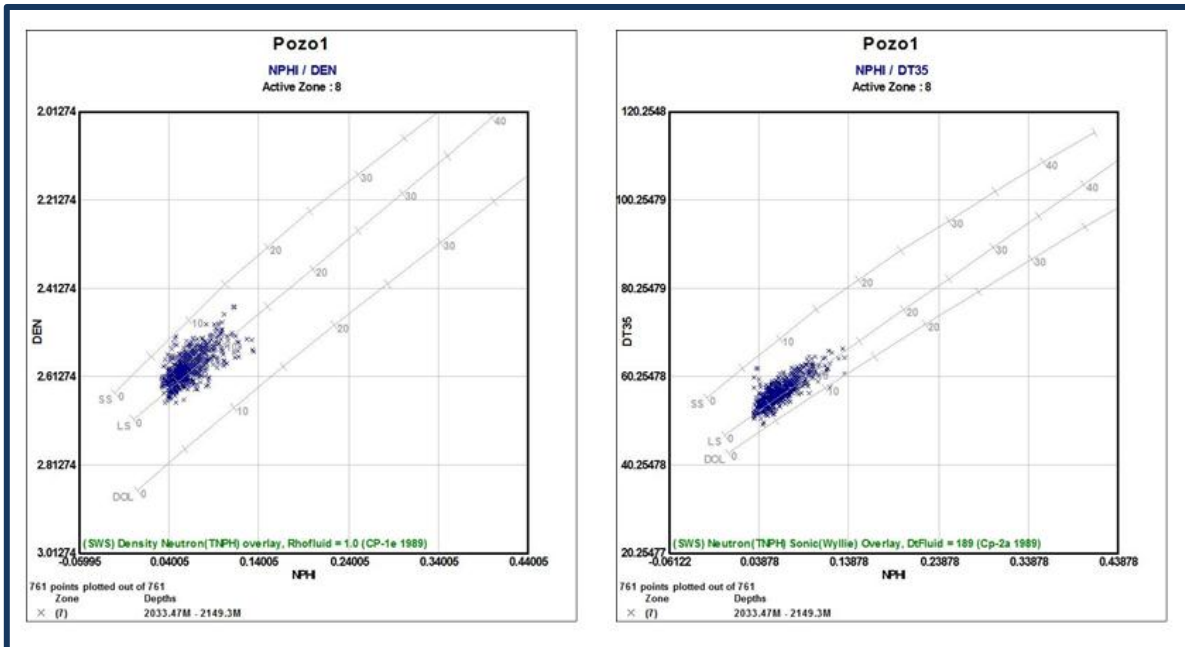 Pozo1
NPHI / DEN
Active Zone : 8
2.01274
2.21274
2.41274
2.61274
2.81274
3.01274
DEN
40
30
30
20
30
20
10
20
10
SS 0
LS 0
DOL 0
(SWS) Density Neutron(TNPH) overlay, Rhofluid = 1.0 (CP-1e 1989)
-0.05995 0.04005 0.14005 0.24005 0.34005 0.44005
NPHI
761 points plotted out of 761
Zone Depths
(7) 2033.47M - 2149.3M
Pozo1
NPHI / DT35
Active Zone : 8
120.2548
100.25479
80.25479
60.25478
40.25478
20.25477
DT35
40
40
30
30
30
20
20
20
10
10
SS 0
LS 0
DOL 0
(SWS) Neutron(TNPH) Sonic(Wyllie) Overlay, DtFluid = 189 (Cp-2a 1989)
-0.06122 0.03878 0.13878 0.23878 0.33878 0.43878
NPHI
761 points plotted out of 761
Zone Depths
(7) 2033.47M - 2149.3M